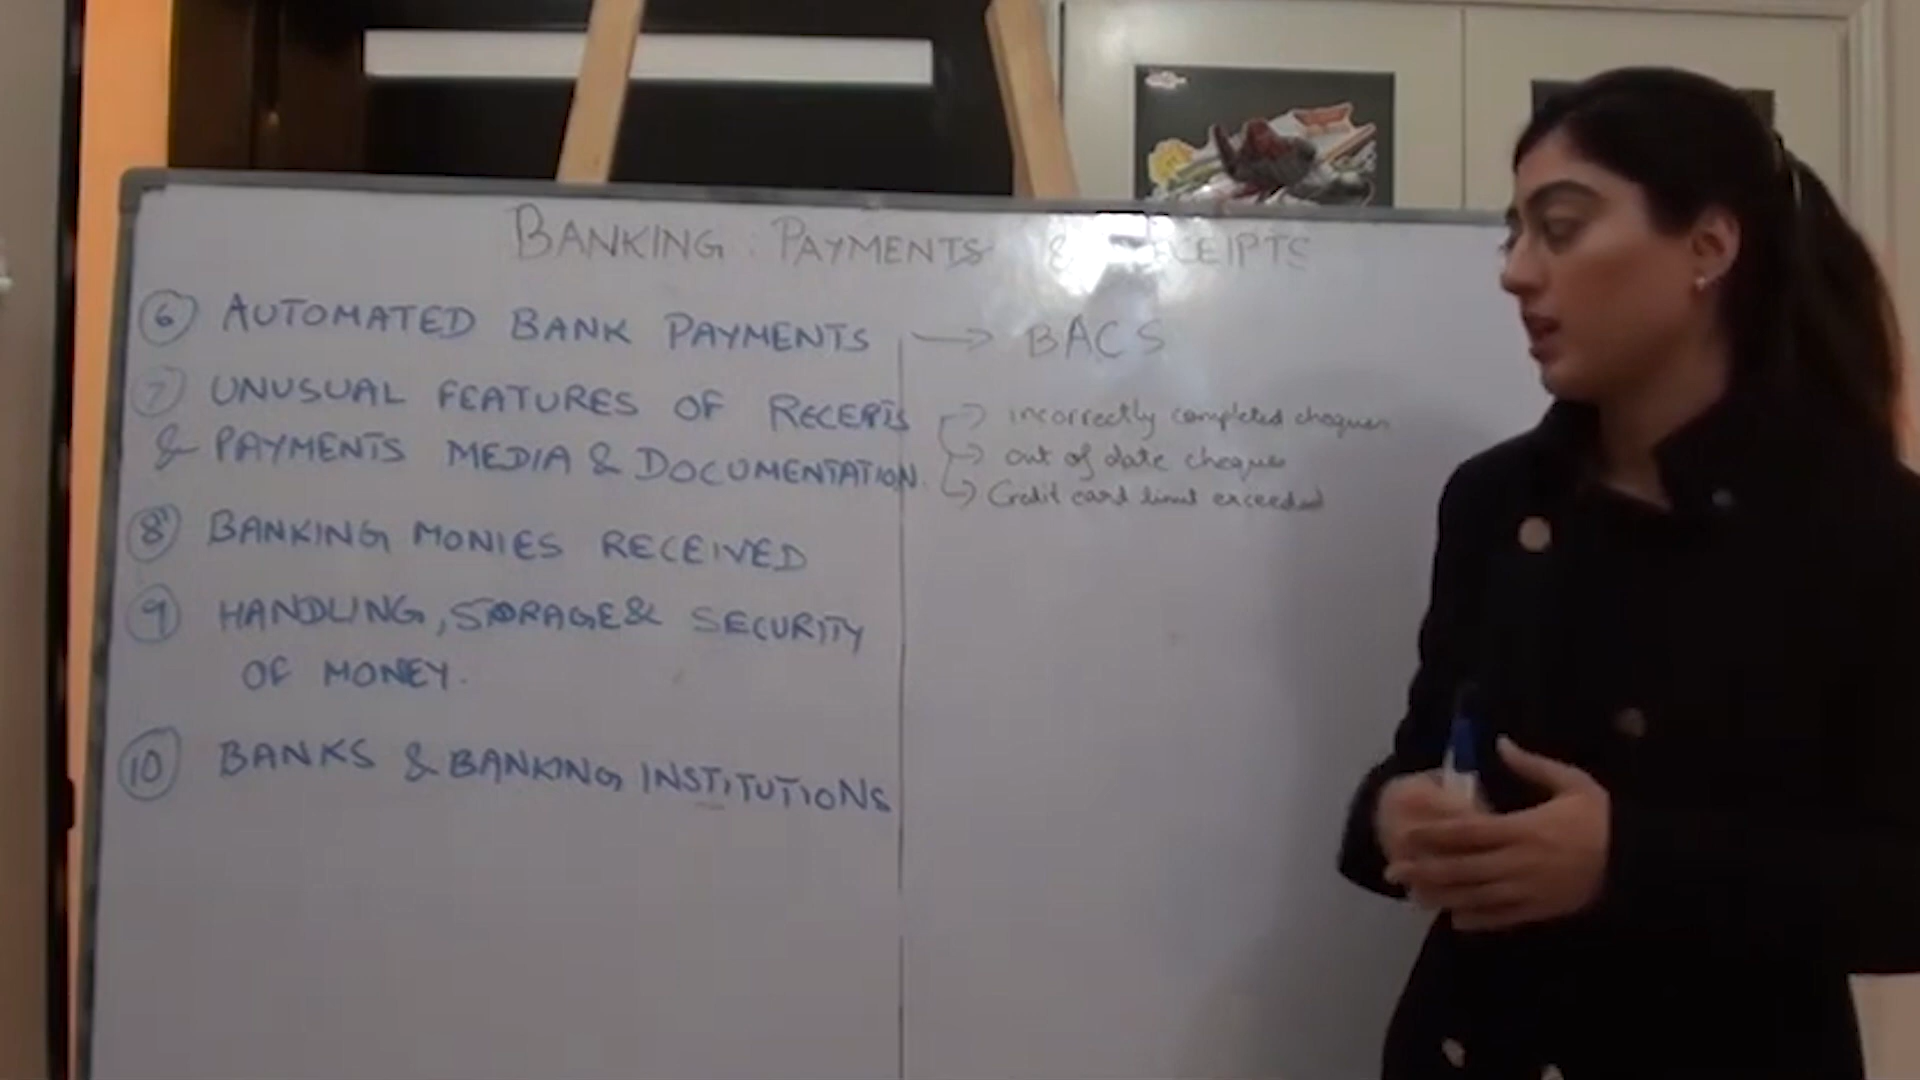 BANKING : PAYMENTS &
6 AUTOMATED BANK PAYMENTS → BACS
7 UNUSUAL FEATURES OF RECEPTS
& PAYMENTS MEDIA & DOCUMENTATION.
→ incorrectly completed cheques
→ out of date cheques
→ Credit card limit exceeded
8 BANKING MONIES RECEIVED
9 HANDLING, STORAGE & SECURITY
OF MONEY.
10 BANKS & BANKING INSTITUTIONS